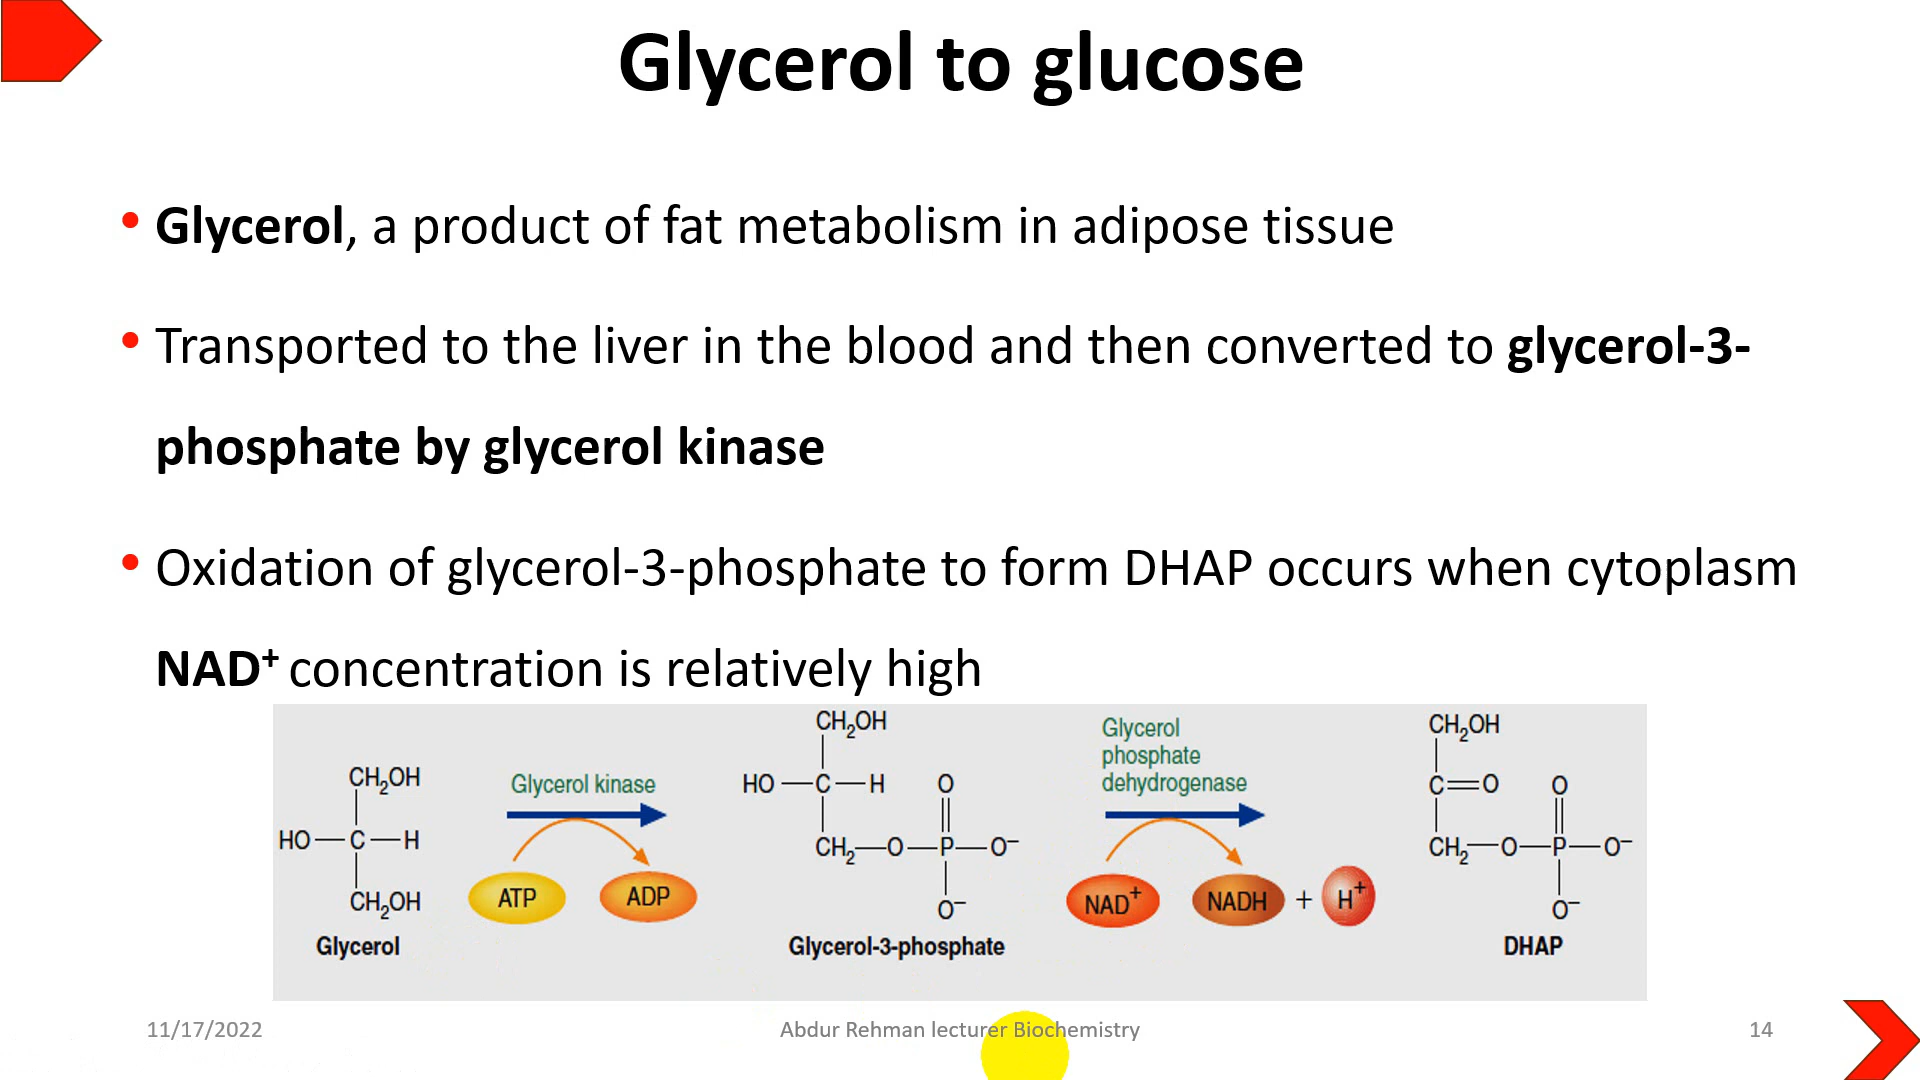 Glycerol to glucose
• Glycerol, a product of fat metabolism in adipose tissue
• Transported to the liver in the blood and then converted to glycerol-3-
phosphate by glycerol kinase
• Oxidation of glycerol-3-phosphate to form DHAP occurs when cytoplasm
NAD⁺ concentration is relatively high
CH₂OH
HO—C—H
CH₂OH
Glycerol
Glycerol kinase
ATP
ADP
CH₂OH
HO—C—H
O
CH₂—O—P—O⁻
O⁻
Glycerol-3-phosphate
Glycerol
phosphate
dehydrogenase
NAD⁺
NADH + H⁺
CH₂OH
C=O
O
CH₂—O—P—O⁻
O⁻
DHAP
11/17/2022
Abdur Rehman lecturer Biochemistry
14